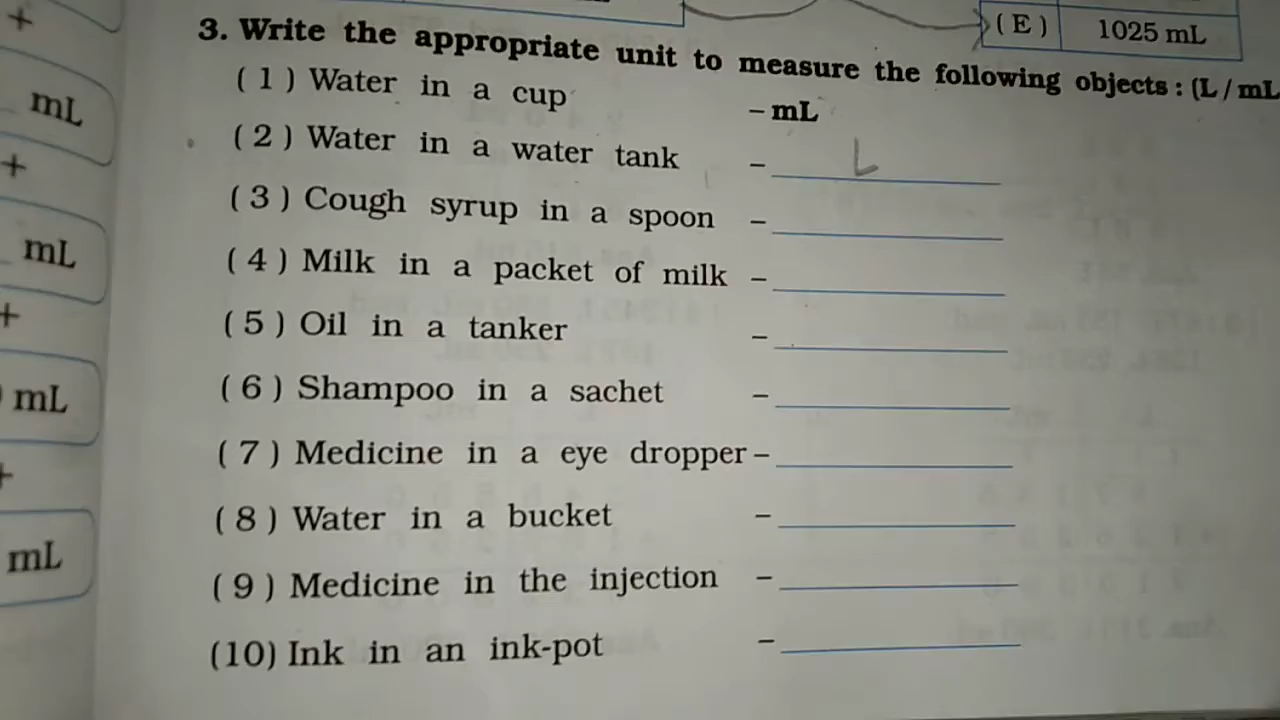 +
(E) 1025 mL
3. Write the appropriate unit to measure the following objects : (L / mL
(1) Water in a cup – mL
mL
(2) Water in a water tank – L
+
(3) Cough syrup in a spoon –
mL
(4) Milk in a packet of milk –
+
(5) Oil in a tanker –
(6) Shampoo in a sachet –
mL
(7) Medicine in a eye dropper –
+
(8) Water in a bucket –
mL
(9) Medicine in the injection –
(10) Ink in an ink-pot –